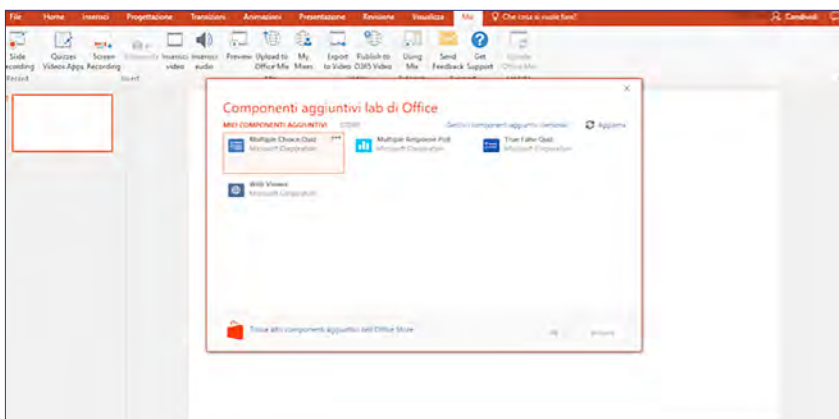 File Home Inserisci Progettazione Transizioni Animazioni Presentazione Revisione Visualizza Mix Che cosa si vuole fare? Condividi
Slide Quizzes Screen Inserisci Inserisci Preview Upload to My Export Publish to Using Send Get Update
Recording Videos Apps Recording video audio Office Mix Mixes to Video O365 Video Mix Feedback Support Office Mix
Record Insert
Componenti aggiuntivi lab di Office
MIEI COMPONENTI AGGIUNTIVI STORE Gestisci componenti aggiuntivi Aggiorna
Multiple Choice Quiz Multiple Response Poll True False Quiz
Microsoft Corporation Microsoft Corporation Microsoft Corporation
Web Viewer
Microsoft Corporation
Trova altri componenti aggiuntivi nell'Office Store OK Annulla